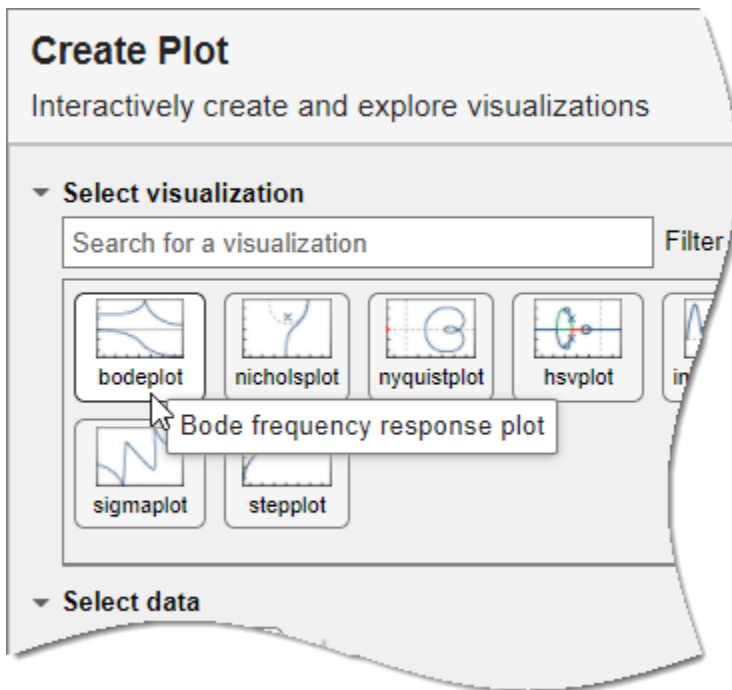 Create Plot
Interactively create and explore visualizations
Select visualization
Search for a visualization Filter
bodeplot nicholsplot nyquistplot hsvplot
Bode frequency response plot
sigmaplot stepplot
Select data